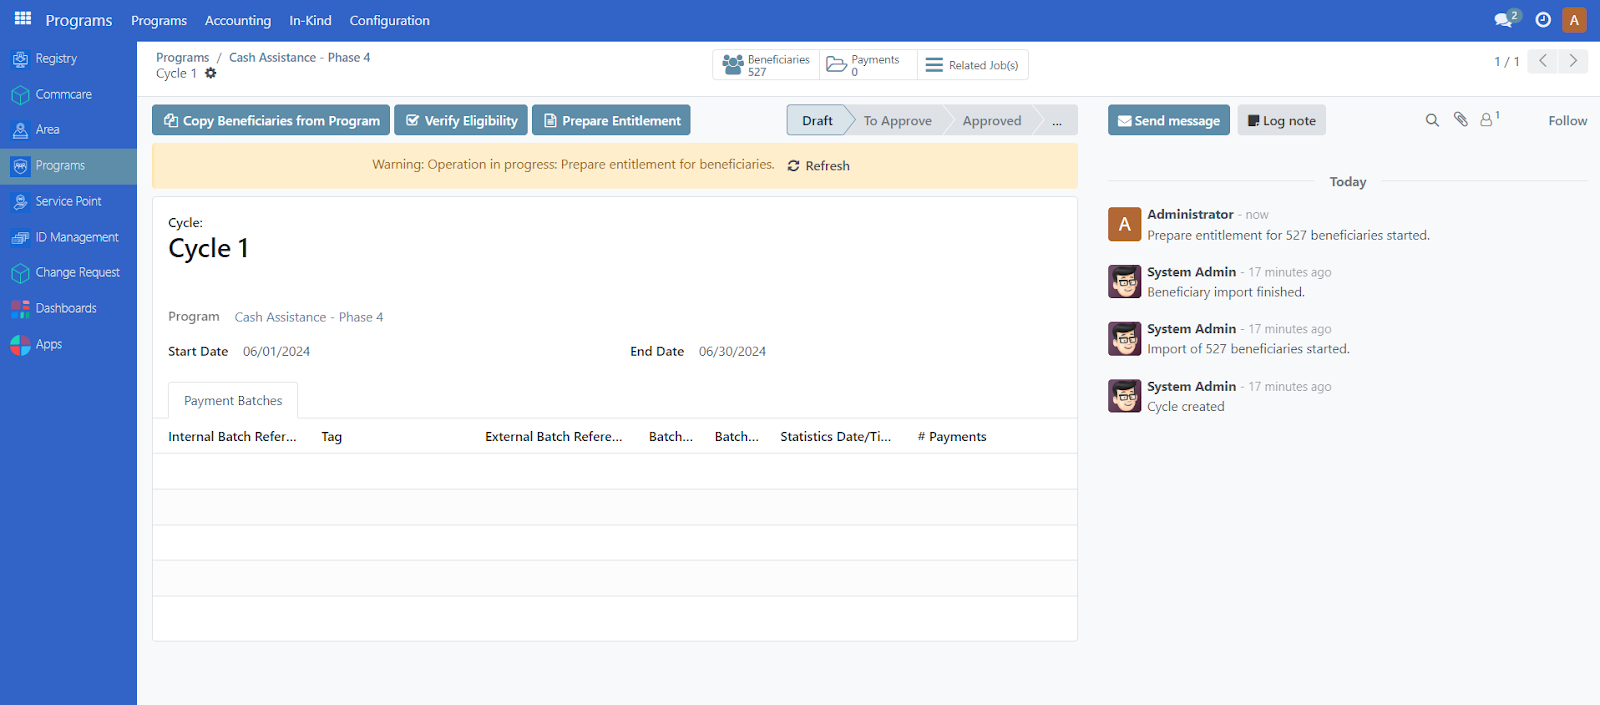 Programs Programs Accounting In-Kind Configuration 2 A
Registry
Commcare
Area
Programs
Service Point
ID Management
Change Request
Dashboards
Apps
Programs / Cash Assistance - Phase 4
Cycle 1
Beneficiaries
527
Payments
0
Related Job(s)
1 / 1
Copy Beneficiaries from Program Verify Eligibility Prepare Entitlement Draft To Approve Approved ...
Warning: Operation in progress: Prepare entitlement for beneficiaries. Refresh
Cycle:
Cycle 1
Program Cash Assistance - Phase 4
Start Date 06/01/2024 End Date 06/30/2024
Payment Batches
Internal Batch Refer... Tag External Batch Refere... Batch... Batch... Statistics Date/Ti... # Payments
Send message Log note 1 Follow
Today
A
Administrator - now
Prepare entitlement for 527 beneficiaries started.
System Admin - 17 minutes ago
Beneficiary import finished.
System Admin - 17 minutes ago
Import of 527 beneficiaries started.
System Admin - 17 minutes ago
Cycle created